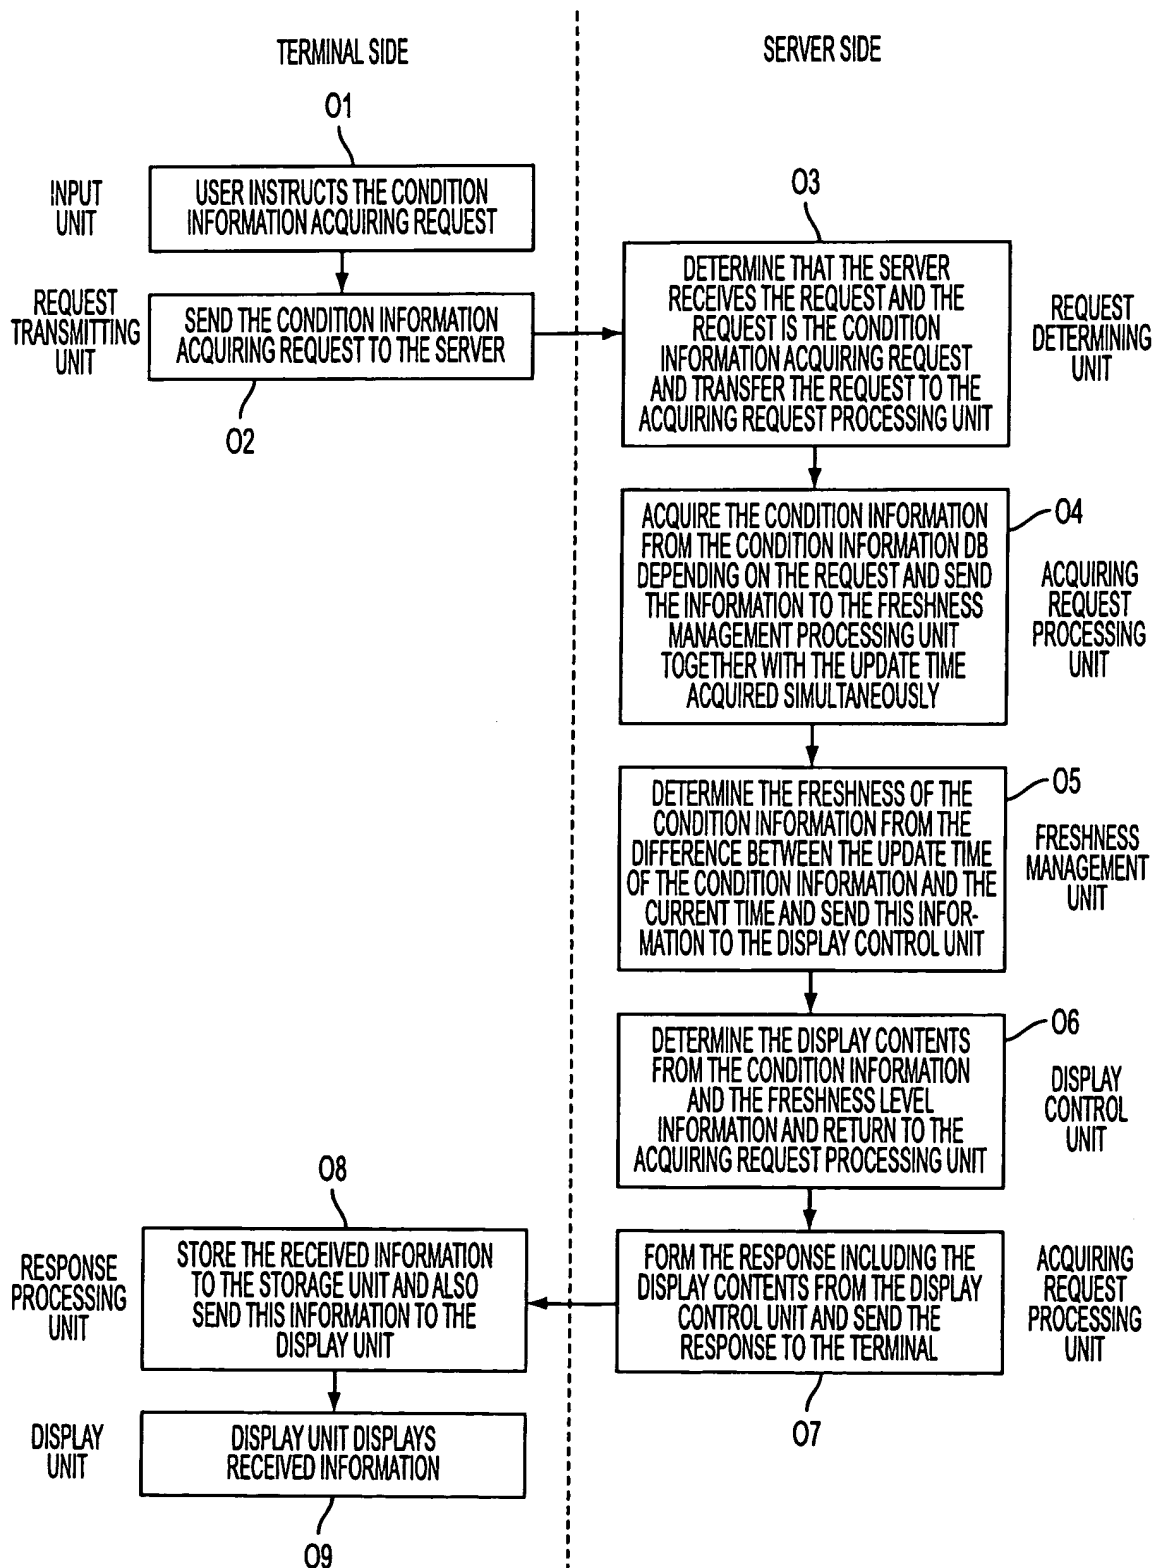 TERMINAL SIDE
SERVER SIDE
O1
INPUT
UNIT
USER INSTRUCTS THE CONDITION
INFORMATION ACQUIRING REQUEST
REQUEST
TRANSMITTING
UNIT
SEND THE CONDITION INFORMATION
ACQUIRING REQUEST TO THE SERVER
O2
O3
DETERMINE THAT THE SERVER
RECEIVES THE REQUEST AND THE
REQUEST IS THE CONDITION
INFORMATION ACQUIRING REQUEST
AND TRANSFER THE REQUEST TO THE
ACQUIRING REQUEST PROCESSING UNIT
REQUEST
DETERMINING
UNIT
ACQUIRE THE CONDITION INFORMATION
FROM THE CONDITION INFORMATION DB
DEPENDING ON THE REQUEST AND SEND
THE INFORMATION TO THE FRESHNESS
MANAGEMENT PROCESSING UNIT
TOGETHER WITH THE UPDATE TIME
ACQUIRED SIMULTANEOUSLY
O4
ACQUIRING
REQUEST
PROCESSING
UNIT
DETERMINE THE FRESHNESS OF THE
CONDITION INFORMATION FROM THE
DIFFERENCE BETWEEN THE UPDATE TIME
OF THE CONDITION INFORMATION AND THE
CURRENT TIME AND SEND THIS INFOR-
MATION TO THE DISPLAY CONTROL UNIT
O5
FRESHNESS
MANAGEMENT
UNIT
DETERMINE THE DISPLAY CONTENTS
FROM THE CONDITION INFORMATION
AND THE FRESHNESS LEVEL
INFORMATION AND RETURN TO THE
ACQUIRING REQUEST PROCESSING UNIT
O6
DISPLAY
CONTROL
UNIT
FORM THE RESPONSE INCLUDING THE
DISPLAY CONTENTS FROM THE DISPLAY
CONTROL UNIT AND SEND THE
RESPONSE TO THE TERMINAL
ACQUIRING
REQUEST
PROCESSING
UNIT
O7
O8
RESPONSE
PROCESSING
UNIT
STORE THE RECEIVED INFORMATION
TO THE STORAGE UNIT AND ALSO
SEND THIS INFORMATION TO THE
DISPLAY UNIT
DISPLAY
UNIT
DISPLAY UNIT DISPLAYS
RECEIVED INFORMATION
O9